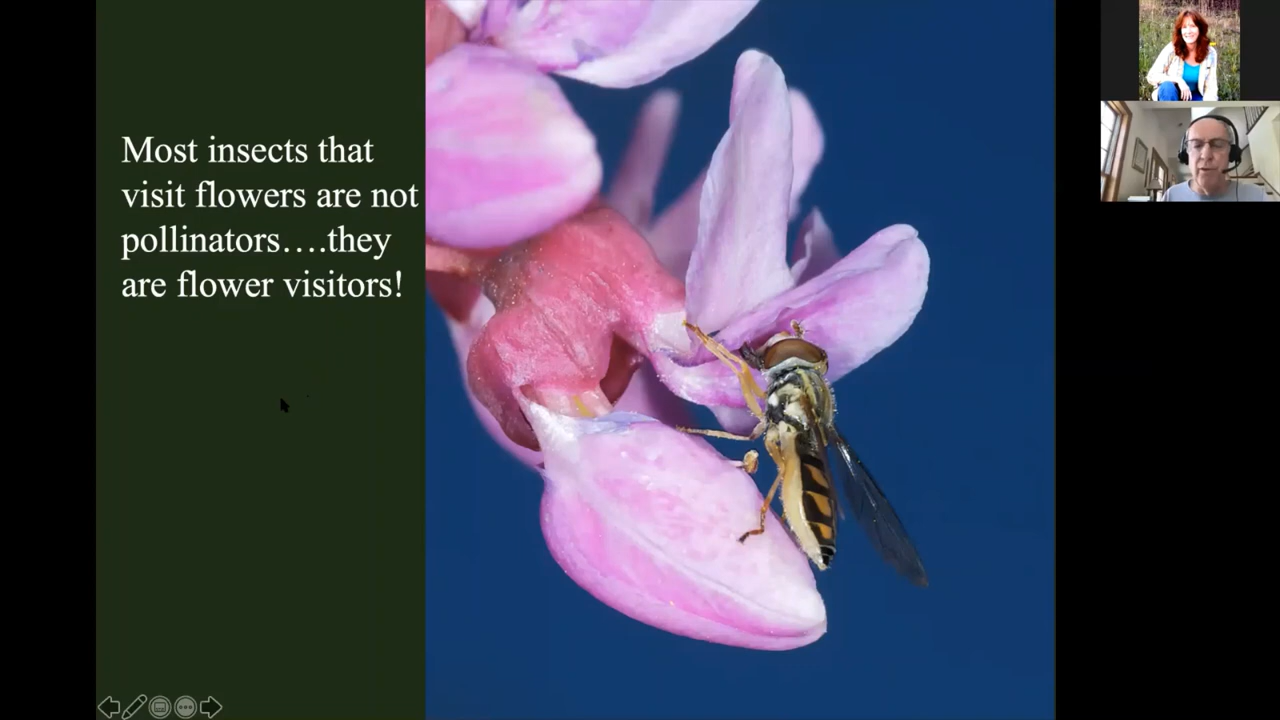 Most insects that
visit flowers are not
pollinators….they
are flower visitors!